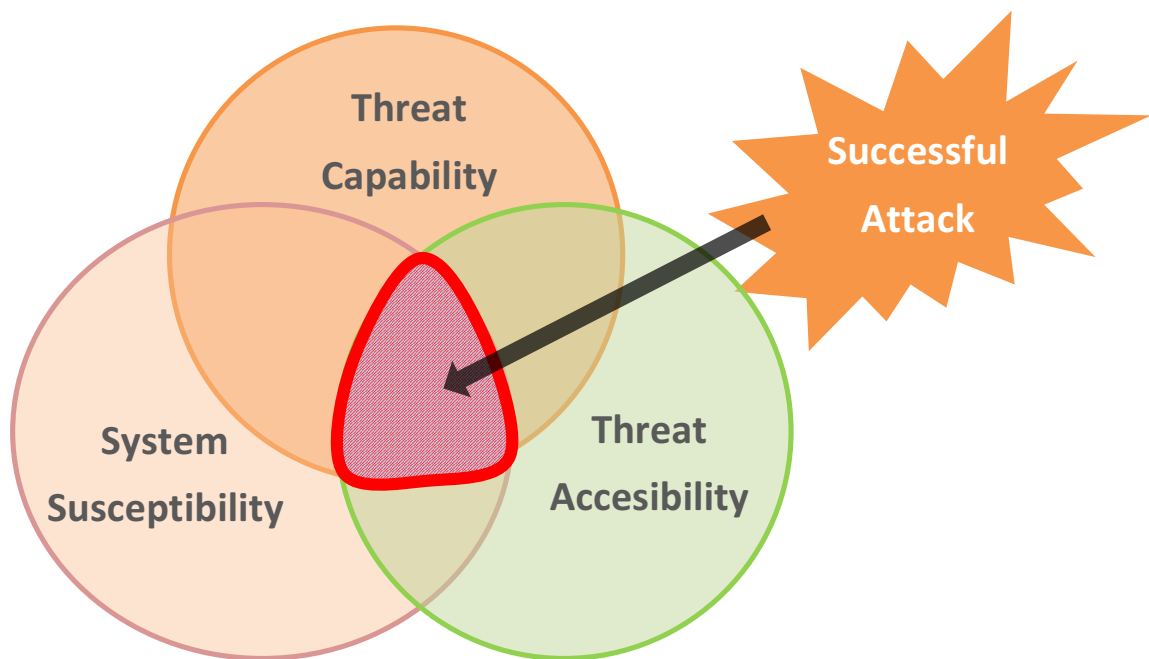 Threat
Capability
Successful
Attack
System
Susceptibility
Threat
Accesibility